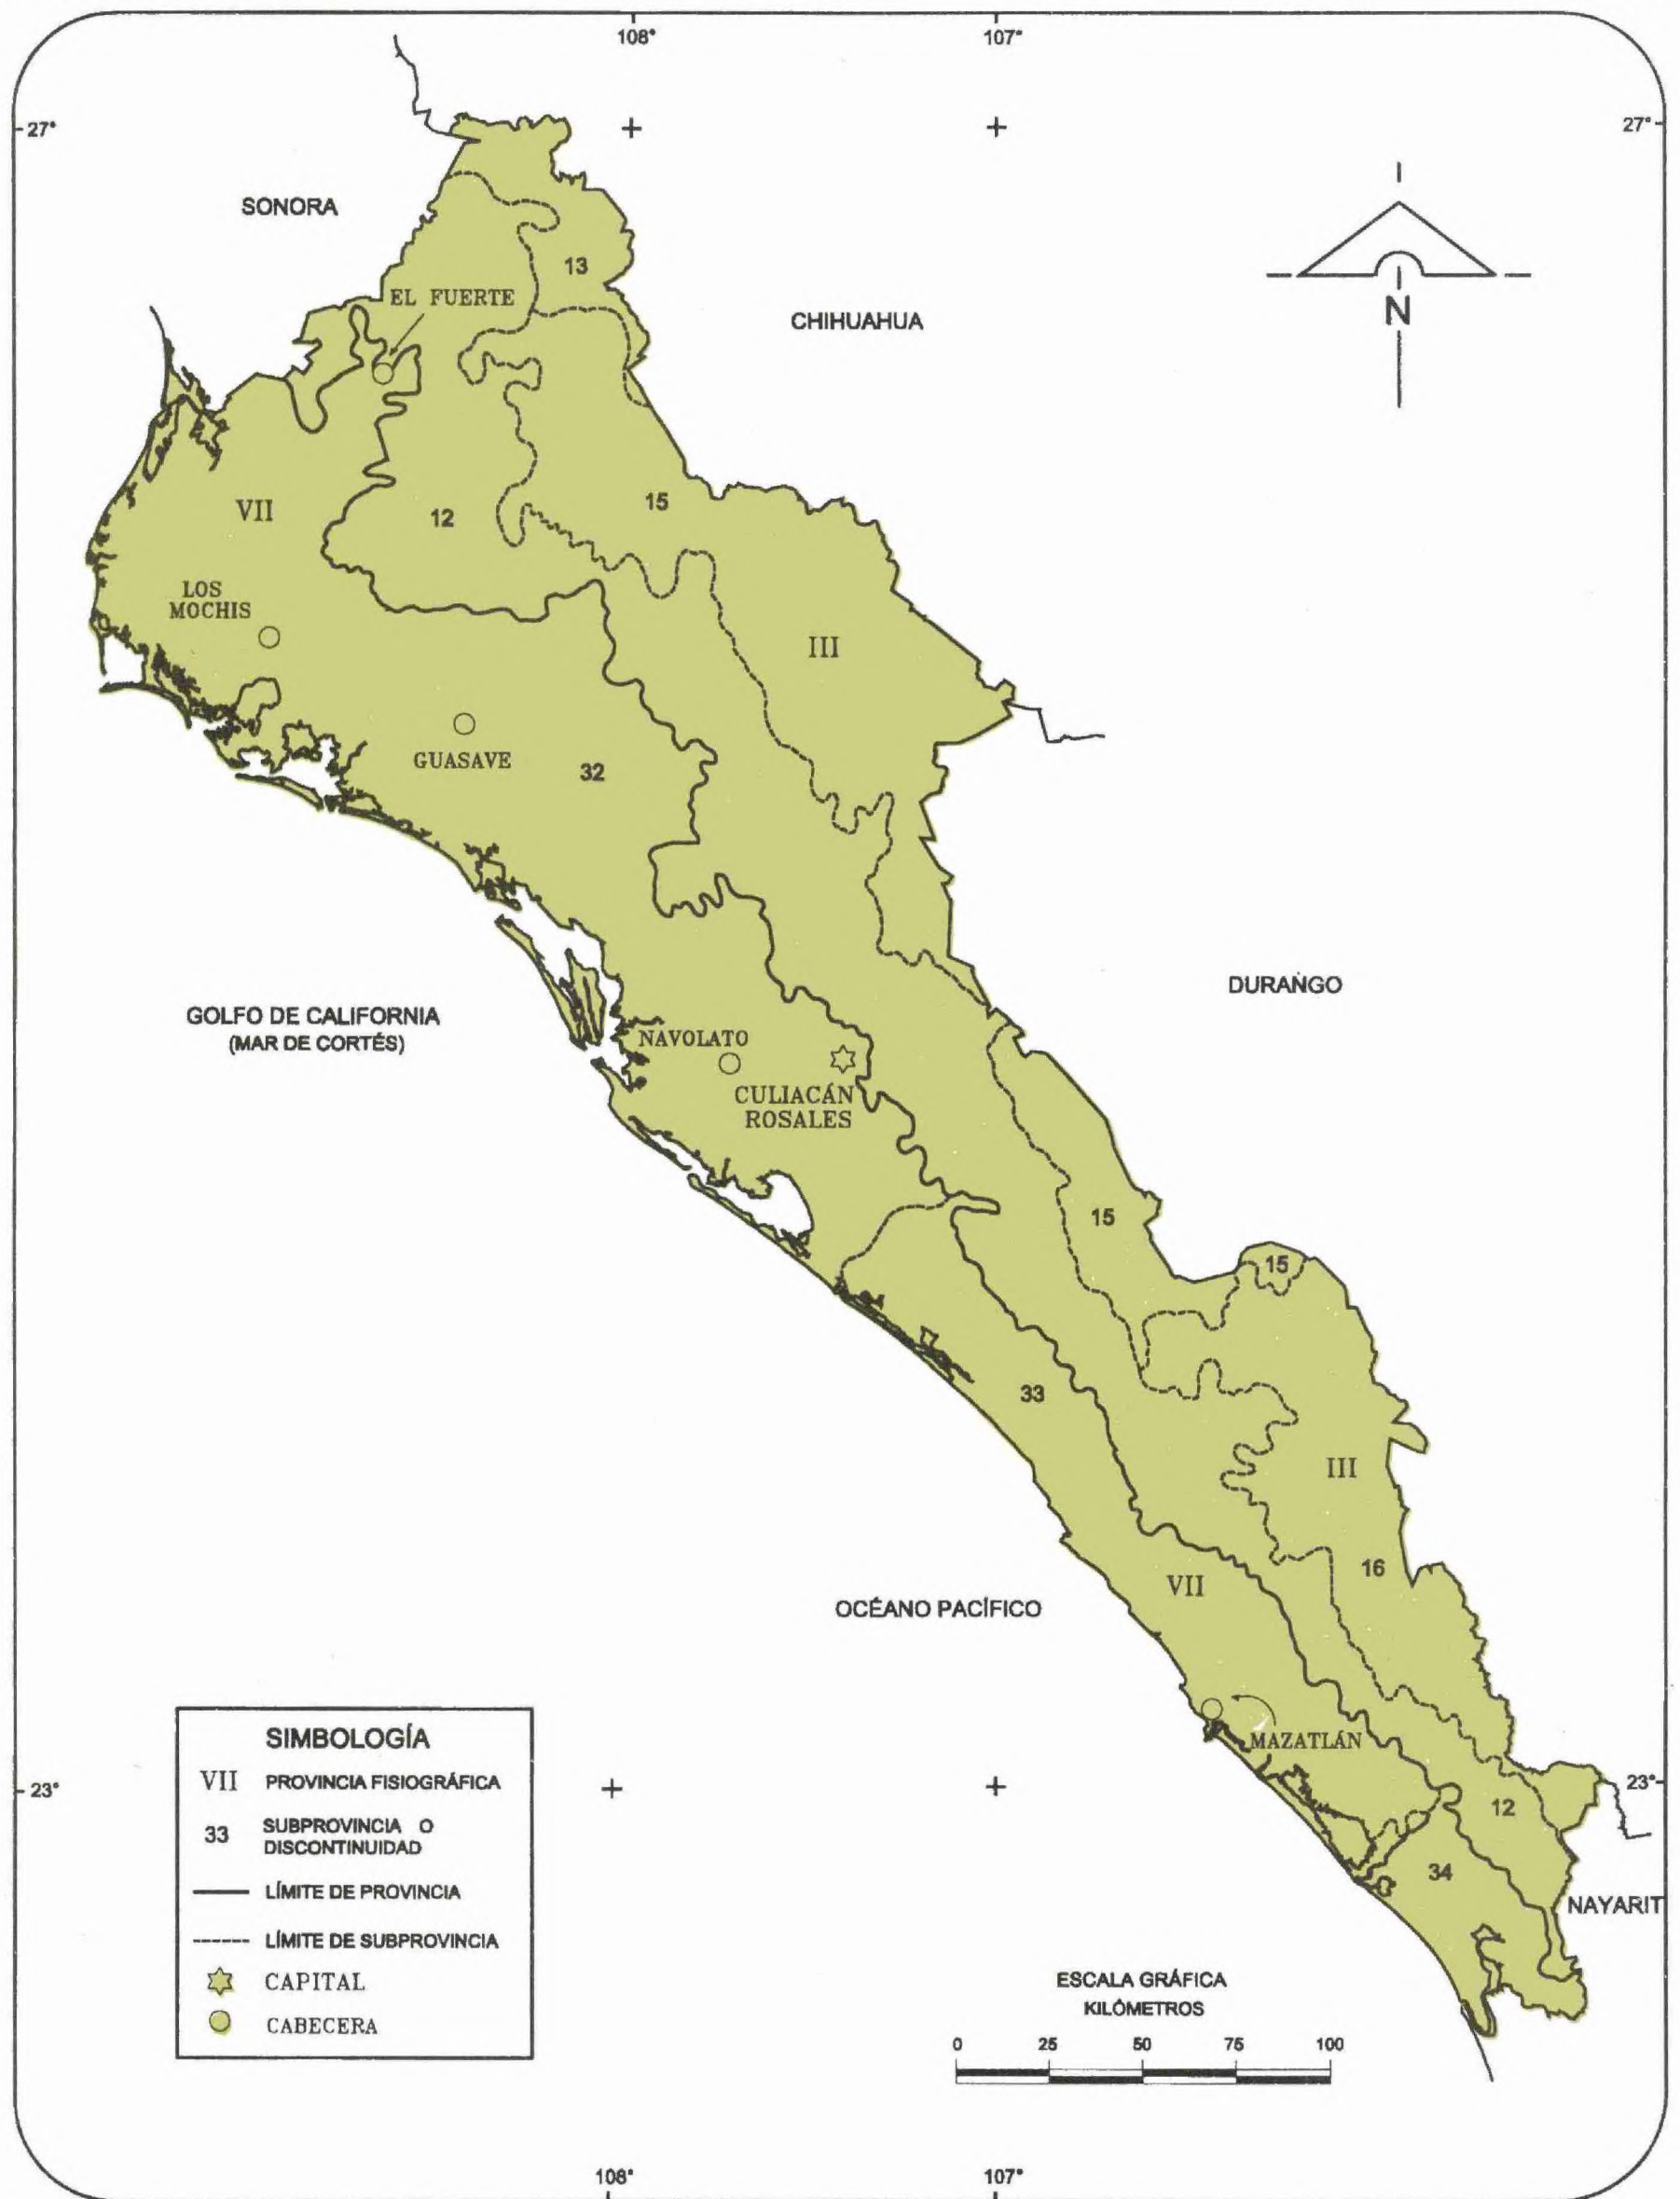 108°
107°
27°
27°
SONORA
13
EL FUERTE
CHIHUAHUA
N
VII
12
15
LOS
MOCHIS
III
GUASAVE
32
DURANGO
GOLFO DE CALIFORNIA
(MAR DE CORTÉS)
NAVOLATO
CULIACÁN
ROSALES
15
15
33
III
16
VII
OCÉANO PACÍFICO
MAZATLÁN
SIMBOLOGÍA
VII PROVINCIA FISIOGRÁFICA
33 SUBPROVINCIA O
DISCONTINUIDAD
LÍMITE DE PROVINCIA
LÍMITE DE SUBPROVINCIA
CAPITAL
CABECERA
23°
23°
12
34
NAYARIT
ESCALA GRÁFICA
KILÓMETROS
0 25 50 75 100
108°
107°